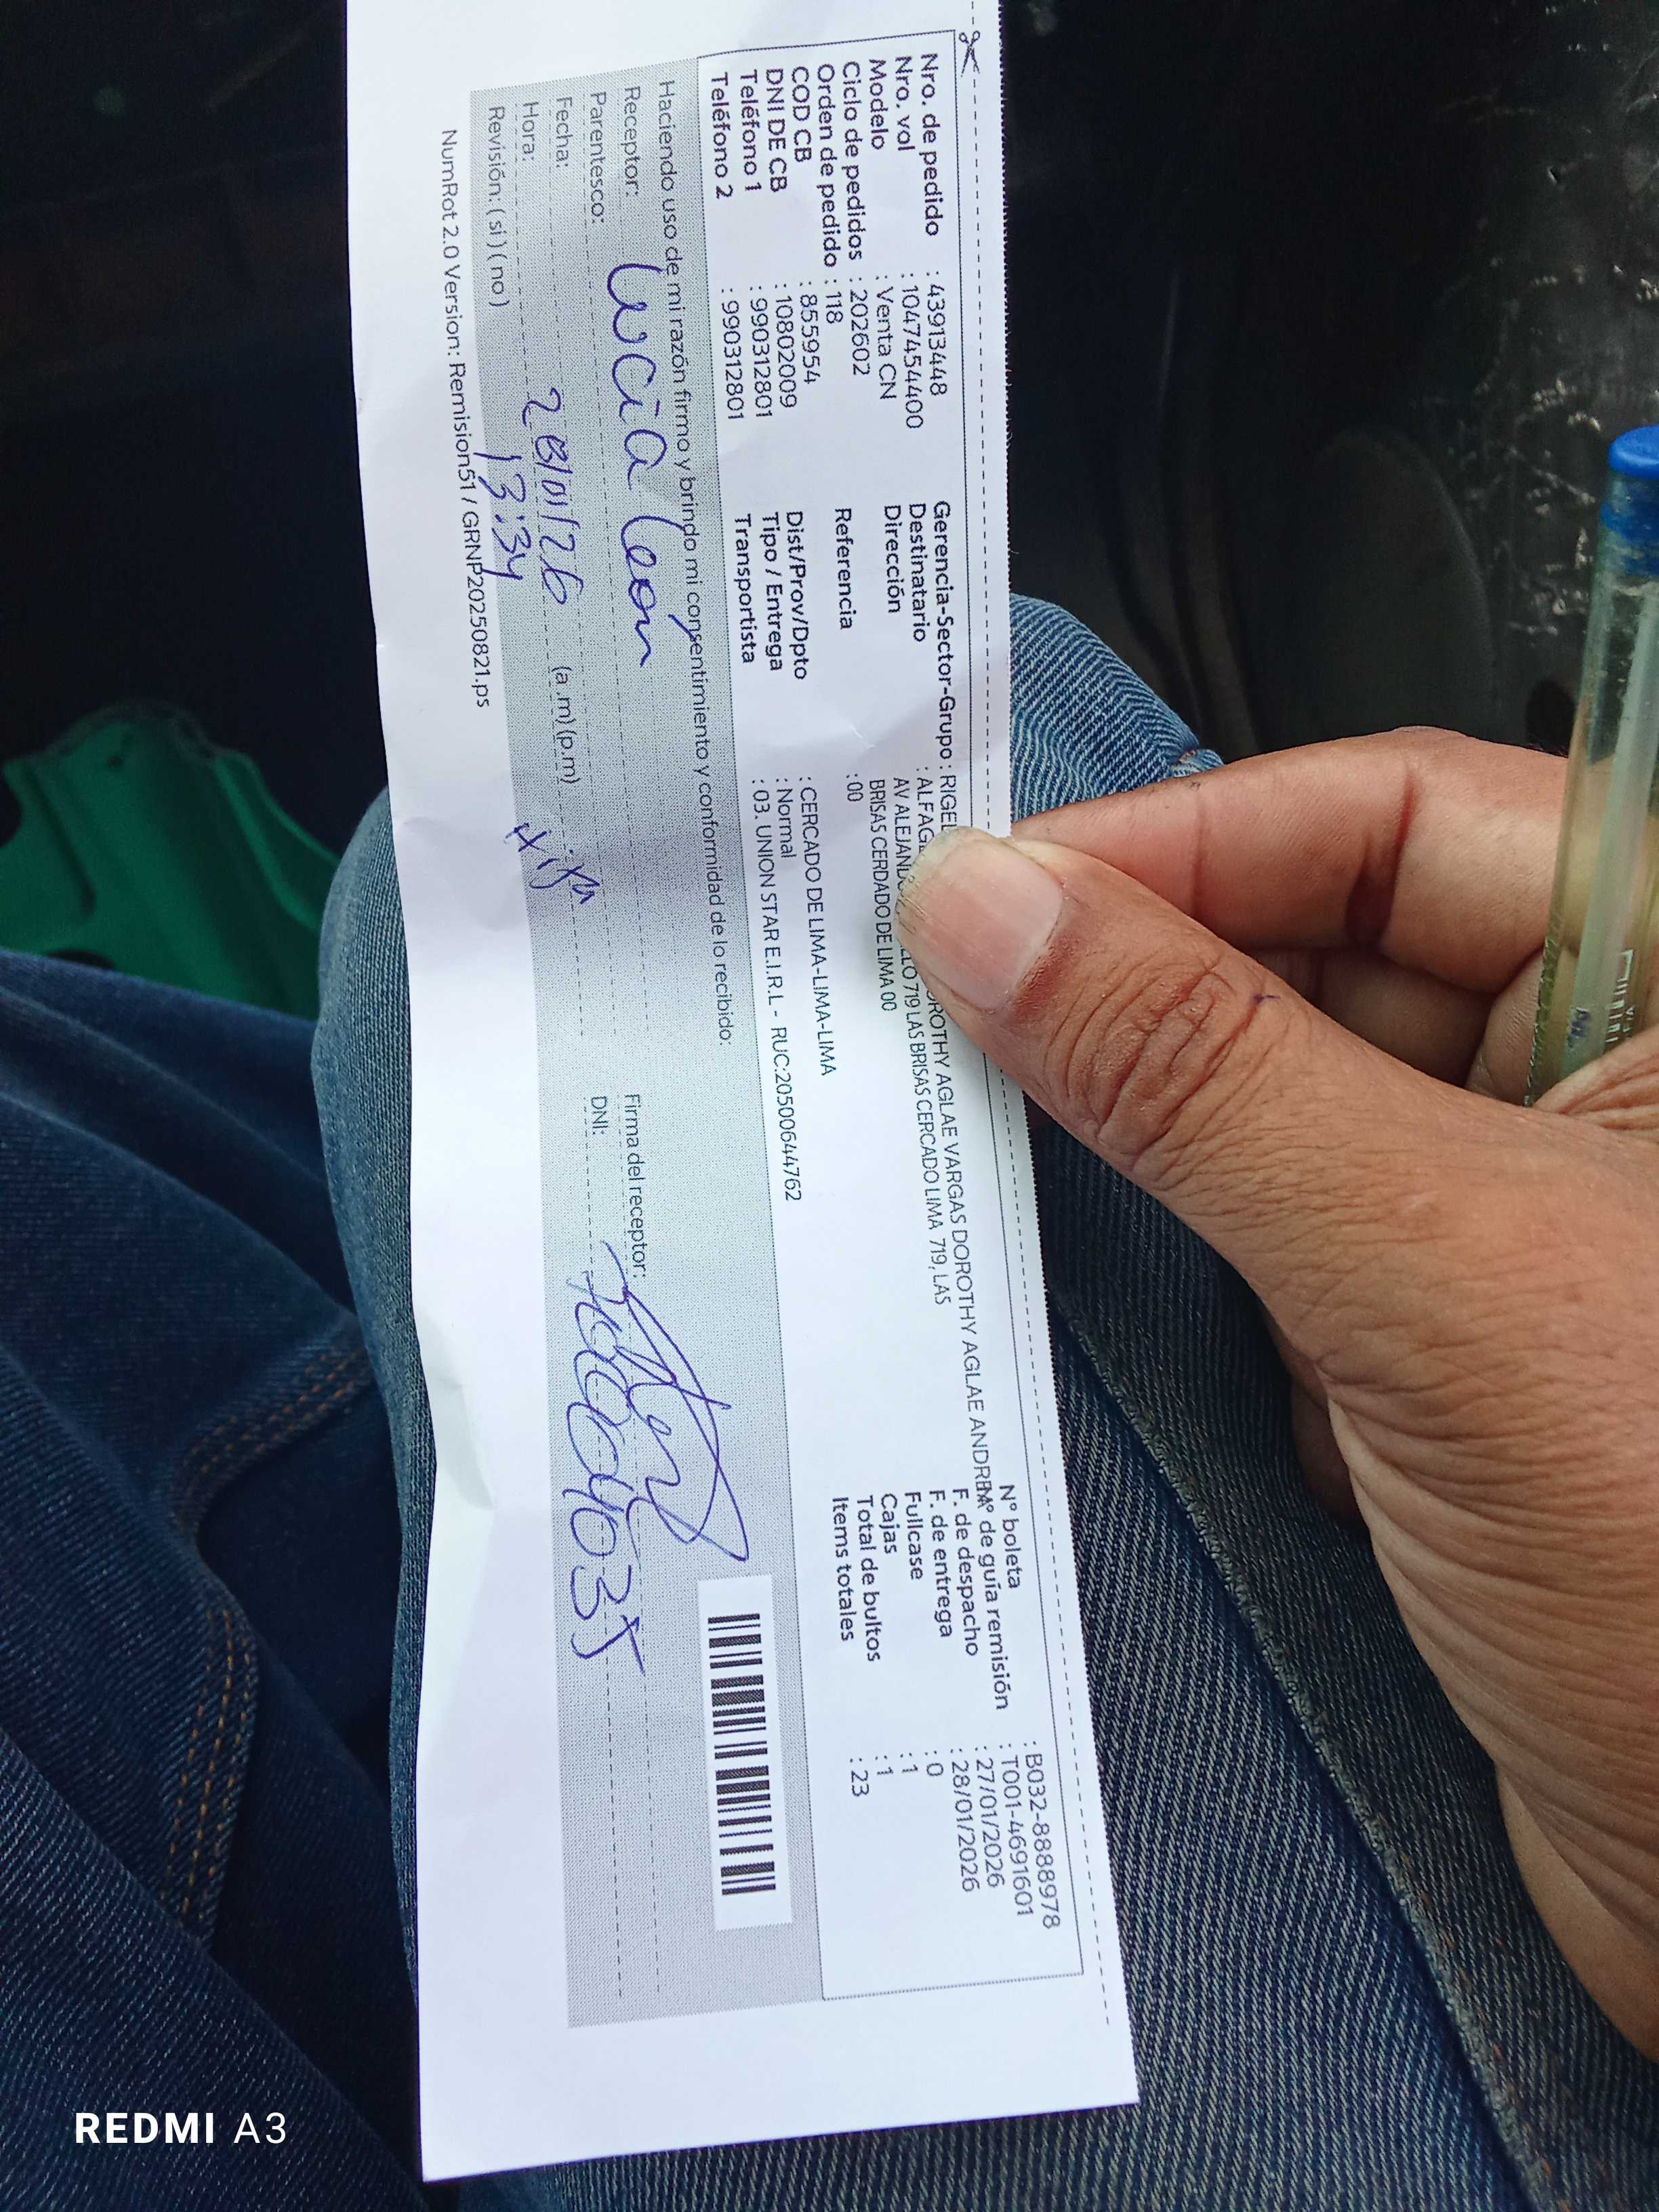 Nro. de pedido : 43913448
Nro. vol : 1047454400
Modelo : Venta CN
Ciclo de pedidos : 202602
Orden de pedido : 118
COD CB : 855954
DNI DE CB : 10802009
Teléfono 1 : 990312801
Teléfono 2 : 990312801
Gerencia-Sector-Grupo : RIGEL
Destinatario : ALFAG OROTHY AGLAE VARGAS DOROTHY AGLAE ANDREA
Dirección AV ALEJAND LLO 719 LAS BRISAS CERCADO LIMA 719, LAS
BRISAS CERDADO DE LIMA 00
Referencia : 00
Dist/Prov/Dpto : CERCADO DE LIMA-LIMA-LIMA
Tipo / Entrega : Normal
Transportista : 03. UNION STAR E.I.R.L - RUC:20500644762
N° boleta : B032-8888978
N° de guía remisión : T001-4691601
F. de despacho : 27/01/2026
F. de entrega : 28/01/2026
Fullcase : 0
Cajas : 1
Total de bultos : 1
Items totales : 23
Haciendo uso de mi razón firmo y brindo mi consentimiento y conformidad de lo recibido:
Receptor: Lucia Leon
Parentesco:
Fecha: 28/01/26 (a.m) (p.m)
Hora: 13:34
Revisión: ( si ) ( no )
Firma del receptor:
DNI:
NumRot 2.0 Version: Remision51 / GRNP20250821.ps
REDMI A3